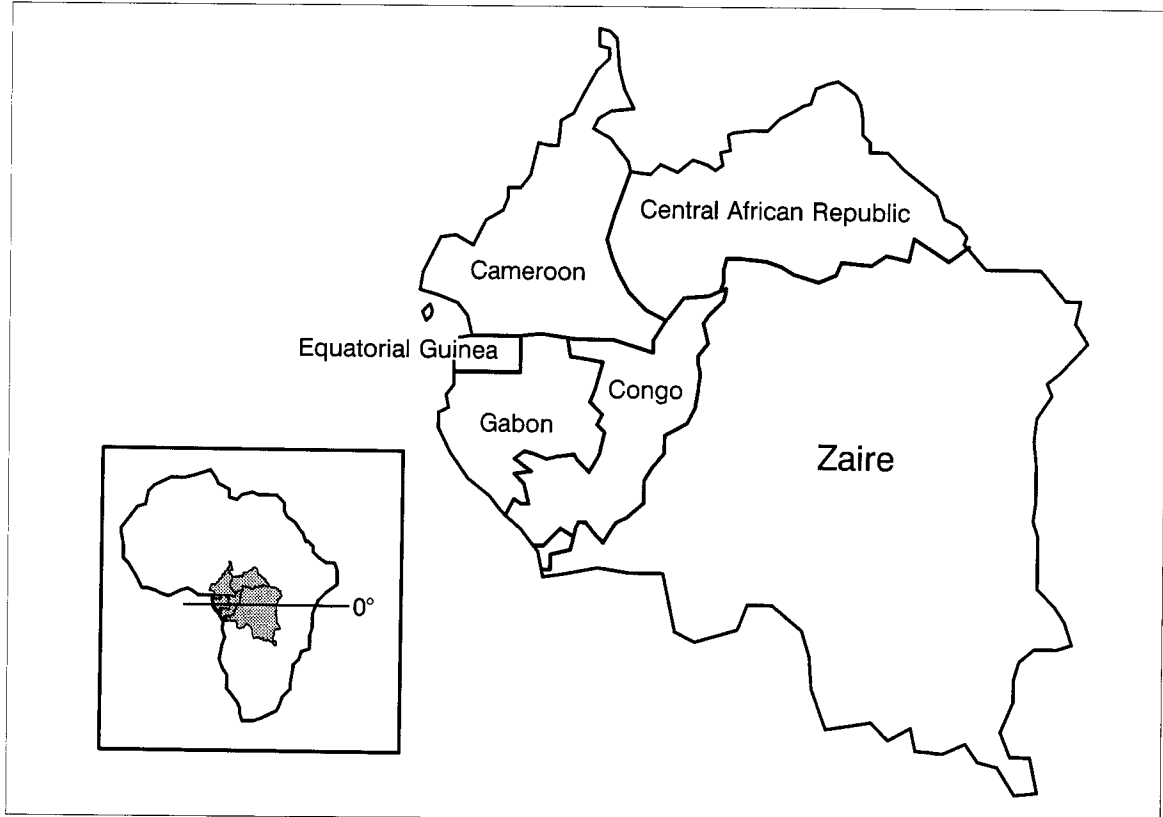 Central African Republic
Cameroon
Equatorial Guinea
Congo
Gabon
Zaire
0°